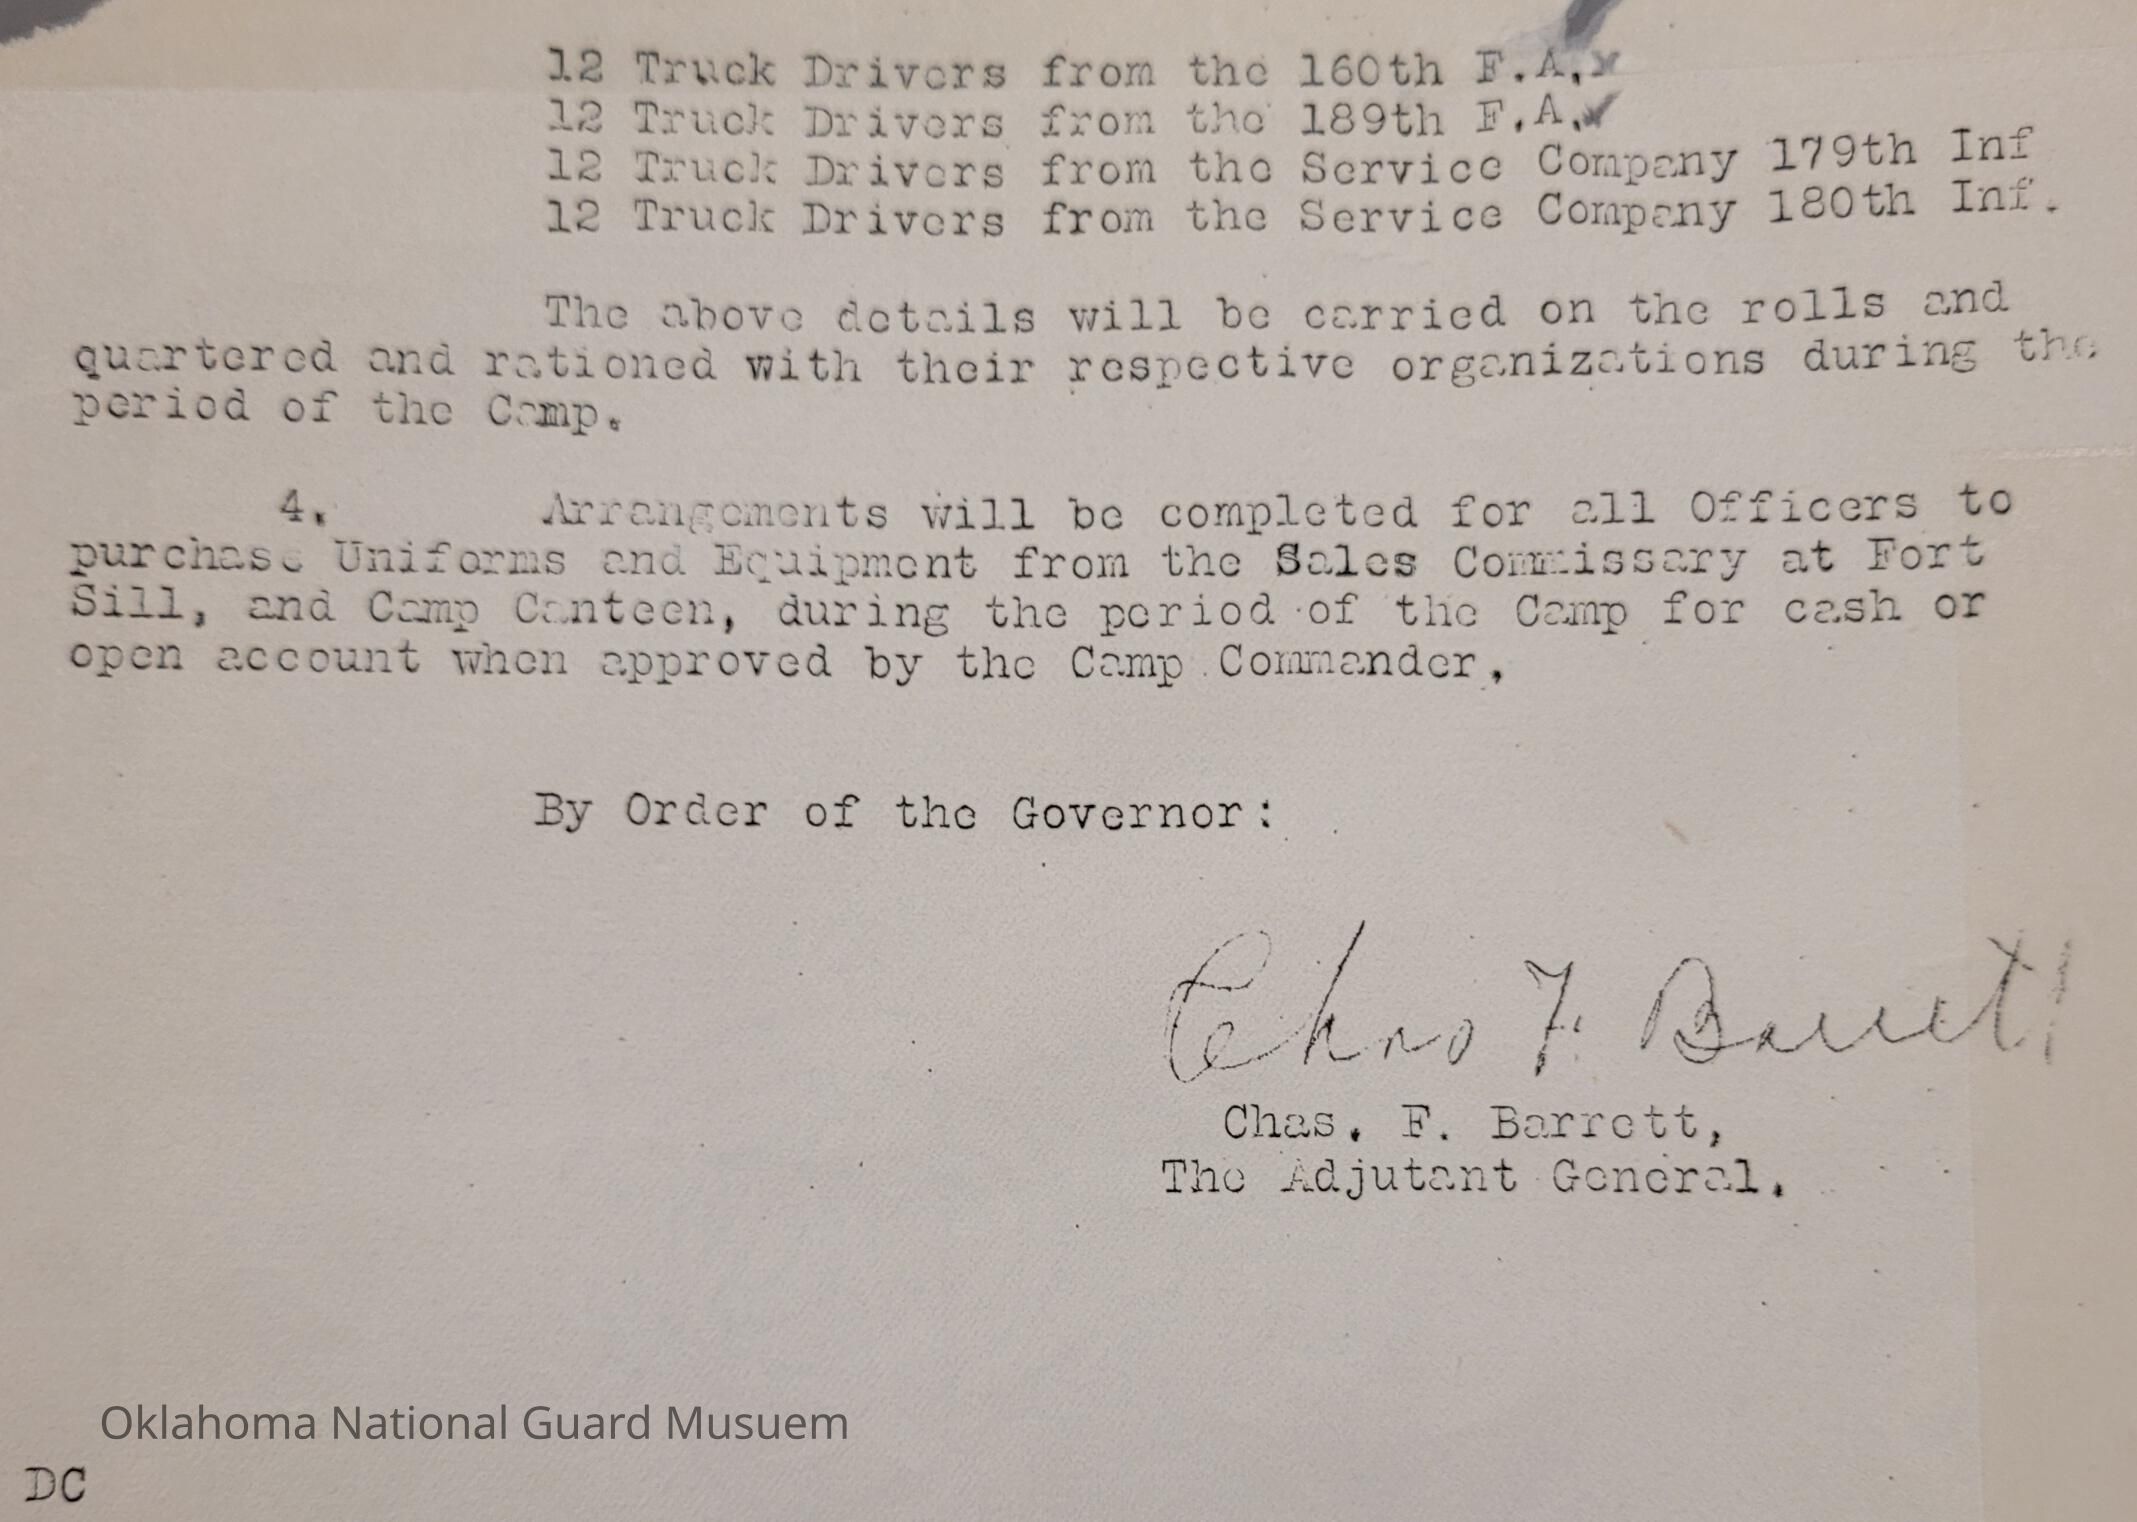 12 Truck Drivers from the 160th F.A.
12 Truck Drivers from the 189th F.A.
12 Truck Drivers from the Service Company 179th Inf
12 Truck Drivers from the Service Company 180th Inf.
The above details will be carried on the rolls and
quartered and rationed with their respective organizations during the
period of the Camp.
4. Arrangements will be completed for all Officers to
purchase Uniforms and Equipment from the Sales Commissary at Fort
Sill, and Camp Canteen, during the period of the Camp for cash or
open account when approved by the Camp Commander.
By Order of the Governor:
Chas F. Barrett
Chas. F. Barrett,
The Adjutant General.
Oklahoma National Guard Musuem
DC